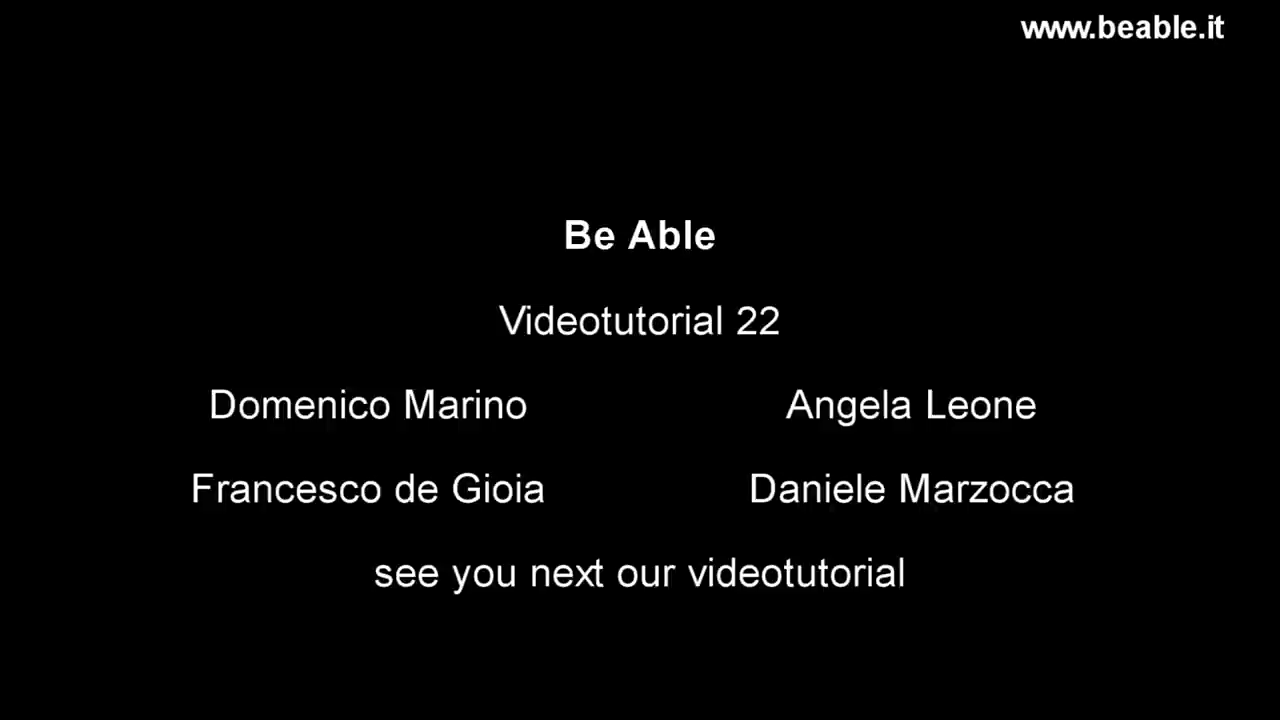 www.beable.it
Be Able
Videotutorial 22
Domenico Marino Angela Leone
Francesco de Gioia Daniele Marzocca
see you next our videotutorial